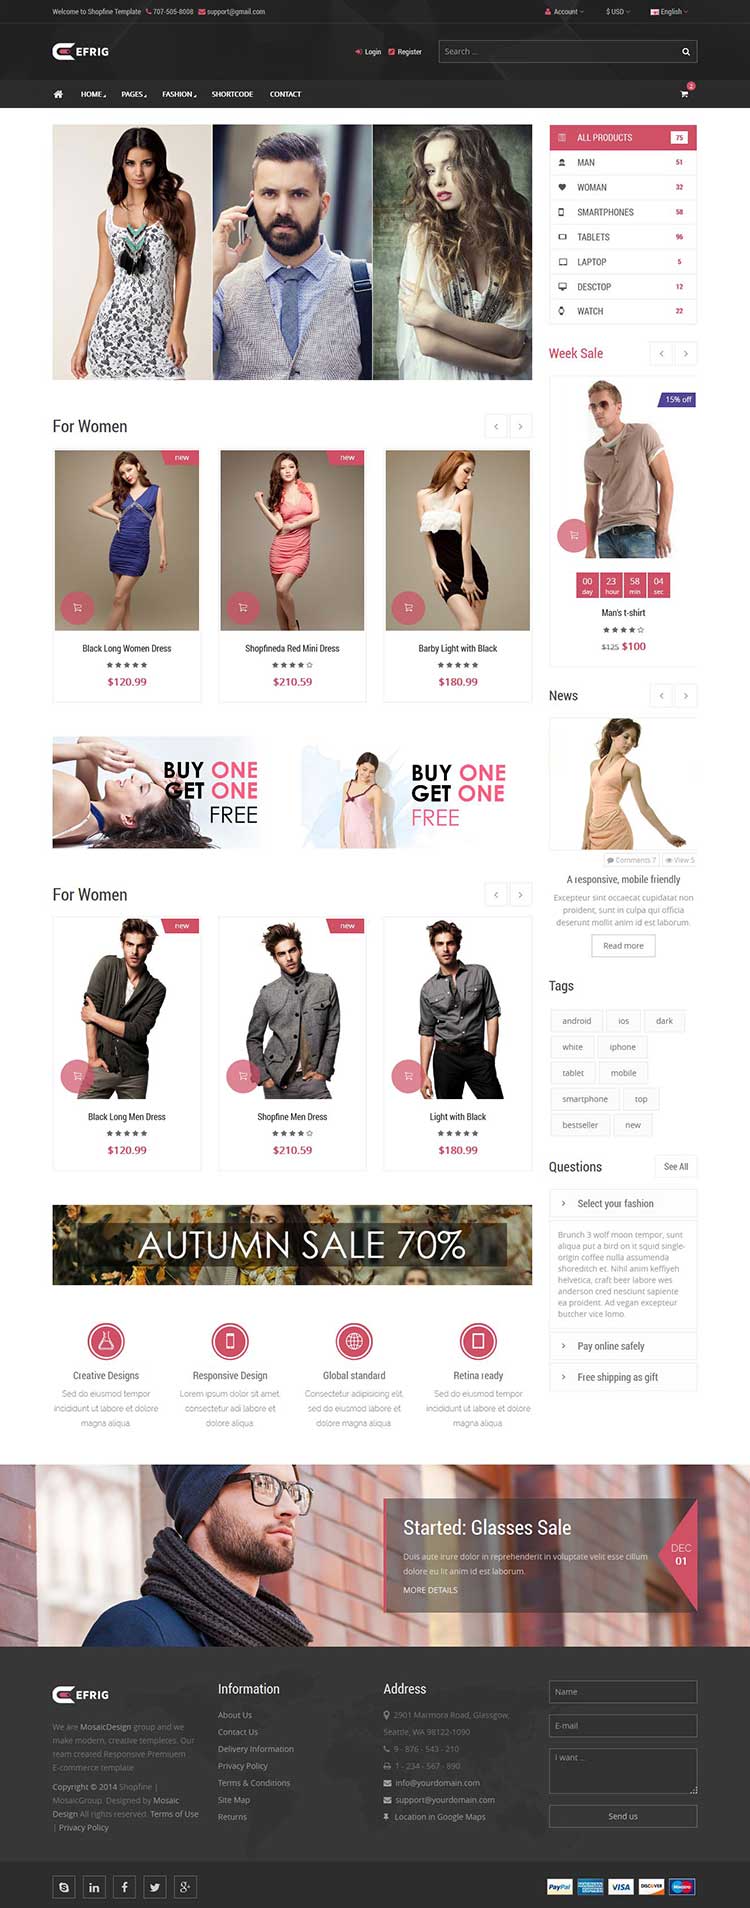 Welcome to Shopfine Template 707-505-8008 support@gmail.com
Account $ USD English
EFRIG
Login Register Search ...
HOME PAGES FASHION SHORTCODE CONTACT 2
ALL PRODUCTS 75
MAN 51
WOMAN 32
SMARTPHONES 58
TABLETS 96
LAPTOP 5
DESCTOP 12
WATCH 22
Week Sale
15% off
00 23 58 04
day hour min sec
Man's t-shirt
$125 $100
For Women
new new
Black Long Women Dress Shopfineda Red Mini Dress Barby Light with Black
$120.99 $210.59 $180.99
BUY ONE
GET ONE
FREE
BUY ONE
GET ONE
FREE
News
Comments 7 View 5
A responsive, mobile friendly
Excepteur sint occaecat cupidatat non
proident, sunt in culpa qui officia
deserunt mollit anim id est laborum.
Read more
For Women
new new
Black Long Men Dress Shopfine Men Dress Light with Black
$120.99 $210.59 $180.99
Tags
android ios dark
white iphone
tablet mobile
smartphone top
bestseller new
Questions See All
Select your fashion
Brunch 3 wolf moon tempor, sunt
aliqua put a bird on it squid single-
origin coffee nulla assumenda
shoreditch et. Nihil anim keffiyeh
helvetica, craft beer labore wes
anderson cred nesciunt sapiente
ea proident. Ad vegan excepteur
butcher vice lomo.
Pay online safely
Free shipping as gift
AUTUMN SALE 70%
Creative Designs
Sed do eiusmod tempor
incididunt ut labore et dolore
magna aliqua
Responsive Design
Lorem ipsum dolor sit amet,
consectetur adi labore et
dolore magna aliqua
Global standard
Consectetur adipisicing elit,
sed do eiusmod labore et
dolore magna aliqua
Retina ready
Sed do eiusmod tempor
incididunt ut labore et dolore
magna aliqua.
Started: Glasses Sale
Duis aute irure dolor in reprehenderit in voluptate velit esse cillum
dolore eu lit anim id est laborum.
MORE DETAILS
DEC
01
EFRIG
We are MosaicDesign group and we
make modern, creative templeces. Our
team created Responsive Premiuem
E-commerce template
Copyright © 2014 Shopfine |
MosaicGroup. Designed by Mosaic
Design All rights reserved. Terms of Use
| Privacy Policy
Information
About Us
Contact Us
Delivery Information
Privacy Policy
Terms & Conditions
Site Map
Returns
Address
2901 Marmora Road, Glassgow,
Seattle, WA 98122-1090
9 - 876 - 543 - 210
1 - 234 - 567 - 890
info@yourdomain.com
support@yourdomain.com
Location in Google Maps
Name
E-mail
I want ...
Send us
PayPal AMERICAN EXPRESS VISA DISCOVER Maestro